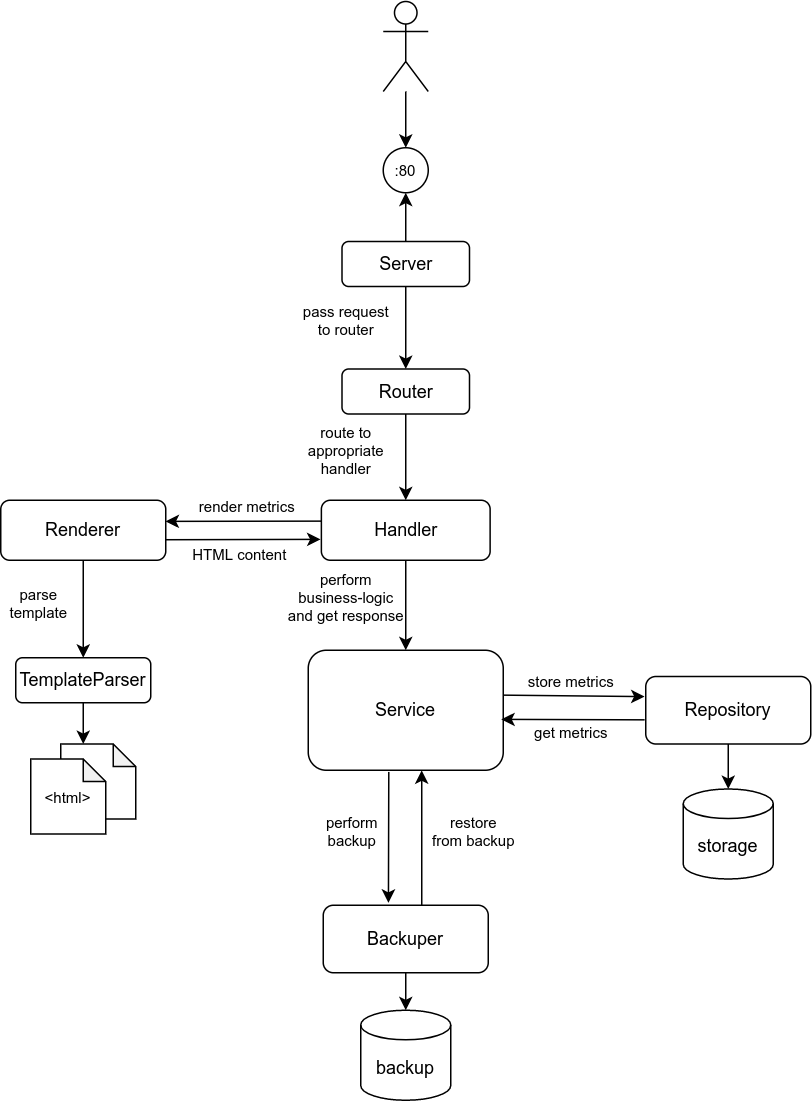 :80
Server
pass request
to router
Router
route to
appropriate
handler
render metrics
Renderer
Handler
HTML content
parse
template
perform
business-logic
and get response
TemplateParser
<html>
Service
store metrics
Repository
get metrics
storage
perform
backup
restore
from backup
Backuper
backup